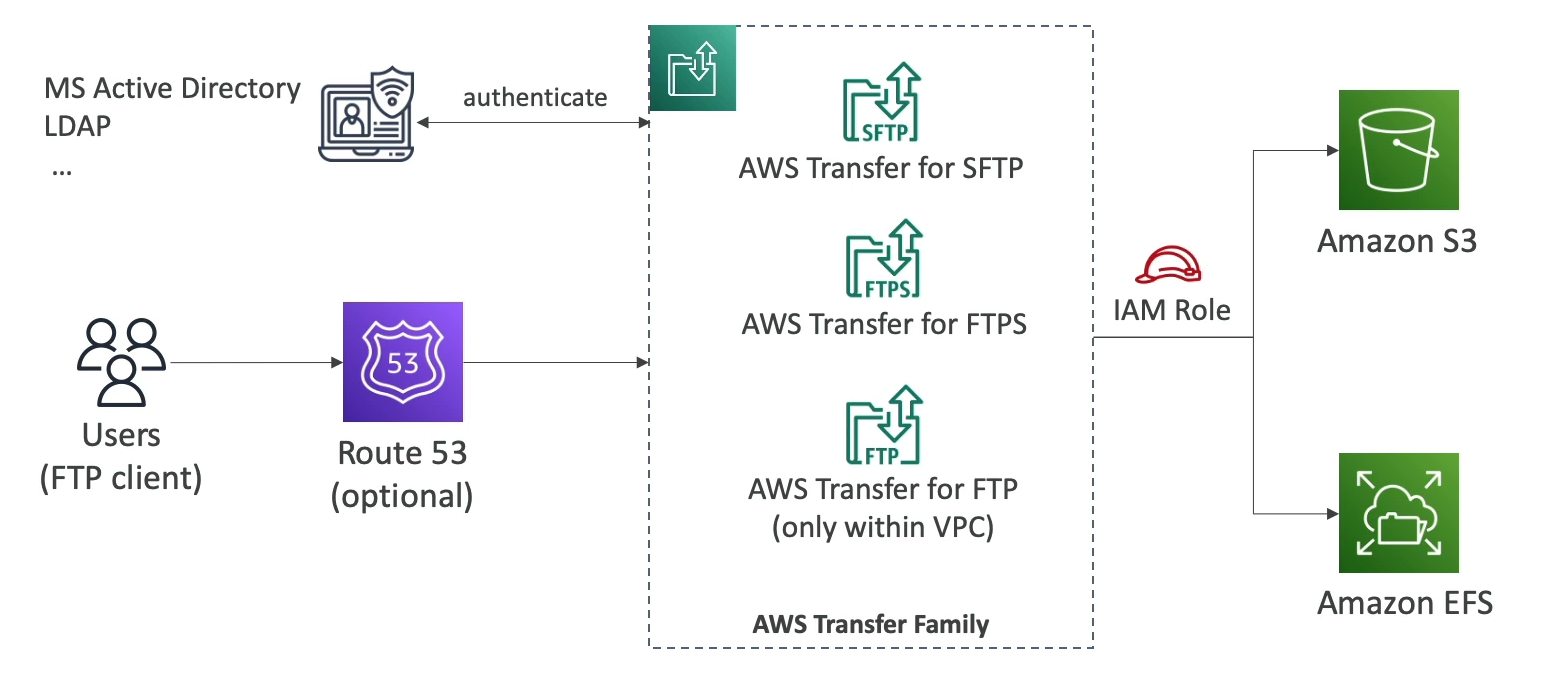 MS Active Directory
LDAP
...
authenticate
SFTP
AWS Transfer for SFTP
FTPS
AWS Transfer for FTPS
FTP
AWS Transfer for FTP
(only within VPC)
AWS Transfer Family
Users
(FTP client)
53
Route 53
(optional)
IAM Role
Amazon S3
Amazon EFS